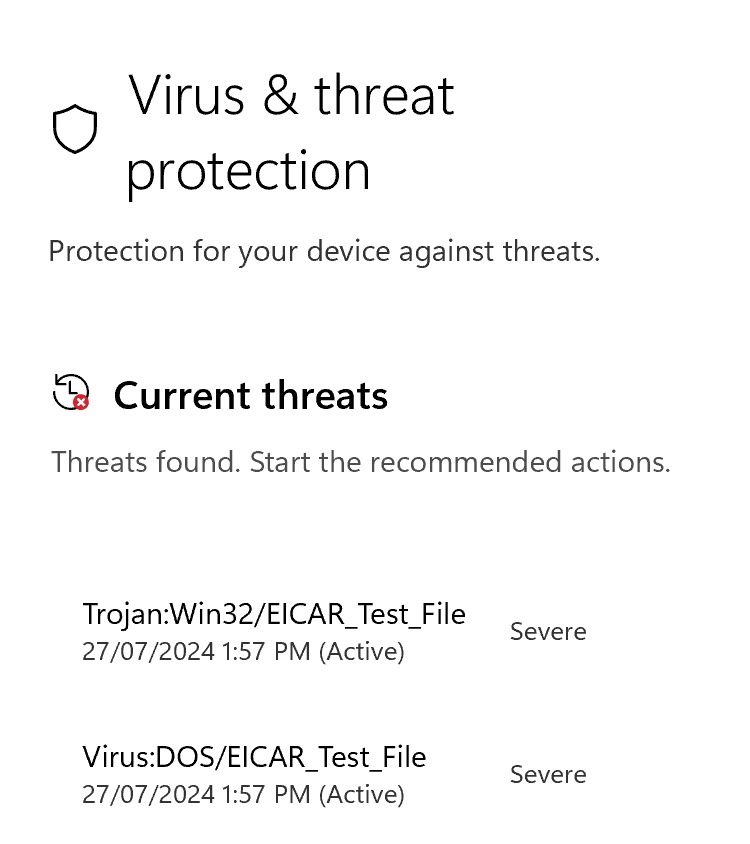 Virus & threat
protection
Protection for your device against threats.
Current threats
Threats found. Start the recommended actions.
Trojan:Win32/EICAR_Test_File
Severe
27/07/2024 1:57 PM (Active)
Virus:DOS/EICAR_Test_File
Severe
27/07/2024 1:57 PM (Active)